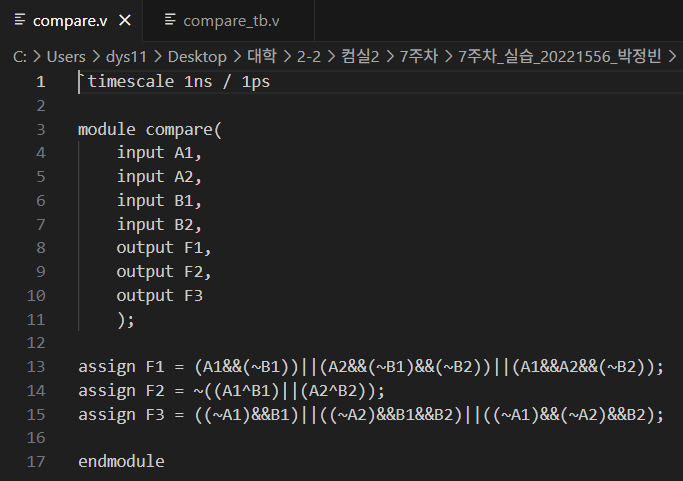 compare.v
compare_tb.v
C: > Users > dys11 > Desktop > 대학 > 2-2 > 컴실2 > 7주차 > 7주차_실습_20221556_박정빈 >
1 `timescale 1ns / 1ps
2
3 module compare(
4 input A1,
5 input A2,
6 input B1,
7 input B2,
8 output F1,
9 output F2,
10 output F3
11 );
12
13 assign F1 = (A1&&(~B1))||(A2&&(~B1)&&(~B2))||(A1&&A2&&(~B2));
14 assign F2 = ~((A1^B1)||(A2^B2));
15 assign F3 = ((~A1)&&B1)||((~A2)&&B1&&B2)||((~A1)&&(~A2)&&B2);
16
17 endmodule